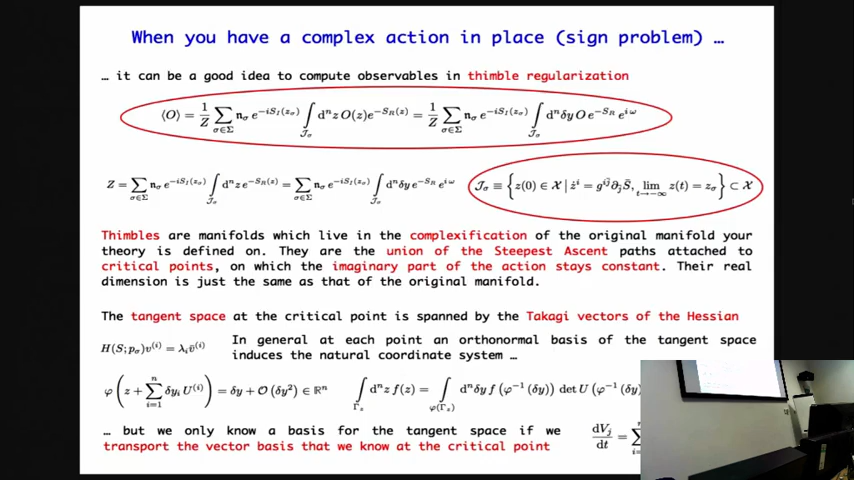 When you have a complex action in place (sign problem) …
… it can be a good idea to compute observables in thimble regularization
⟨O⟩ = 1/Z ∑_{σ∈Σ} n_σ e^{-iS_I(z_σ)} ∫_{𝒥_σ} d^n z O(z)e^{-S_R(z)} = 1/Z ∑_{σ∈Σ} n_σ e^{-iS_I(z_σ)} ∫_{𝒥_σ} d^n δy O e^{-S_R} e^{iω}
Z = ∑_{σ∈Σ} n_σ e^{-iS_I(z_σ)} ∫_{𝒥_σ} d^n z e^{-S_R(z)} = ∑_{σ∈Σ} n_σ e^{-iS_I(z_σ)} ∫_{𝒥_σ} d^n δy e^{-S_R} e^{iω}
𝒥_σ ≡ {z(0) ∈ 𝒳 | ż^i = g^{ij̄} ∂̄_j S̄, lim_{t→-∞} z(t) = z_σ} ⊂ 𝒳
Thimbles are manifolds which live in the complexification of the original manifold your
theory is defined on. They are the union of the Steepest Ascent paths attached to
critical points, on which the imaginary part of the action stays constant. Their real
dimension is just the same as that of the original manifold.
The tangent space at the critical point is spanned by the Takagi vectors of the Hessian
H(S; p_σ)v^{(i)} = λ_i v̄^{(i)}
In general at each point an orthonormal basis of the tangent space
induces the natural coordinate system …
φ(z + ∑_{i=1}^{n} δy_i U^{(i)}) = δy + 𝒪(δy²) ∈ ℝ^n
∫_{Γ_z} d^n z f(z) = ∫_{φ(Γ_z)} d^n δy f (φ^{-1}(δy)) det U (φ^{-1}(δy)
… but we only know a basis for the tangent space if we
transport the vector basis that we know at the critical point
dV_j/dt = ∑